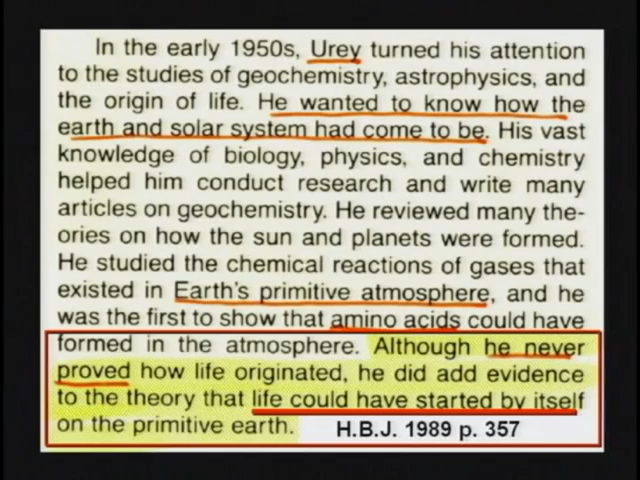 In the early 1950s, Urey turned his attention
to the studies of geochemistry, astrophysics, and
the origin of life. He wanted to know how the
earth and solar system had come to be. His vast
knowledge of biology, physics, and chemistry
helped him conduct research and write many
articles on geochemistry. He reviewed many the-
ories on how the sun and planets were formed.
He studied the chemical reactions of gases that
existed in Earth's primitive atmosphere, and he
was the first to show that amino acids could have
formed in the atmosphere. Although he never
proved how life originated, he did add evidence
to the theory that life could have started by itself
on the primitive earth. H.B.J. 1989 p. 357